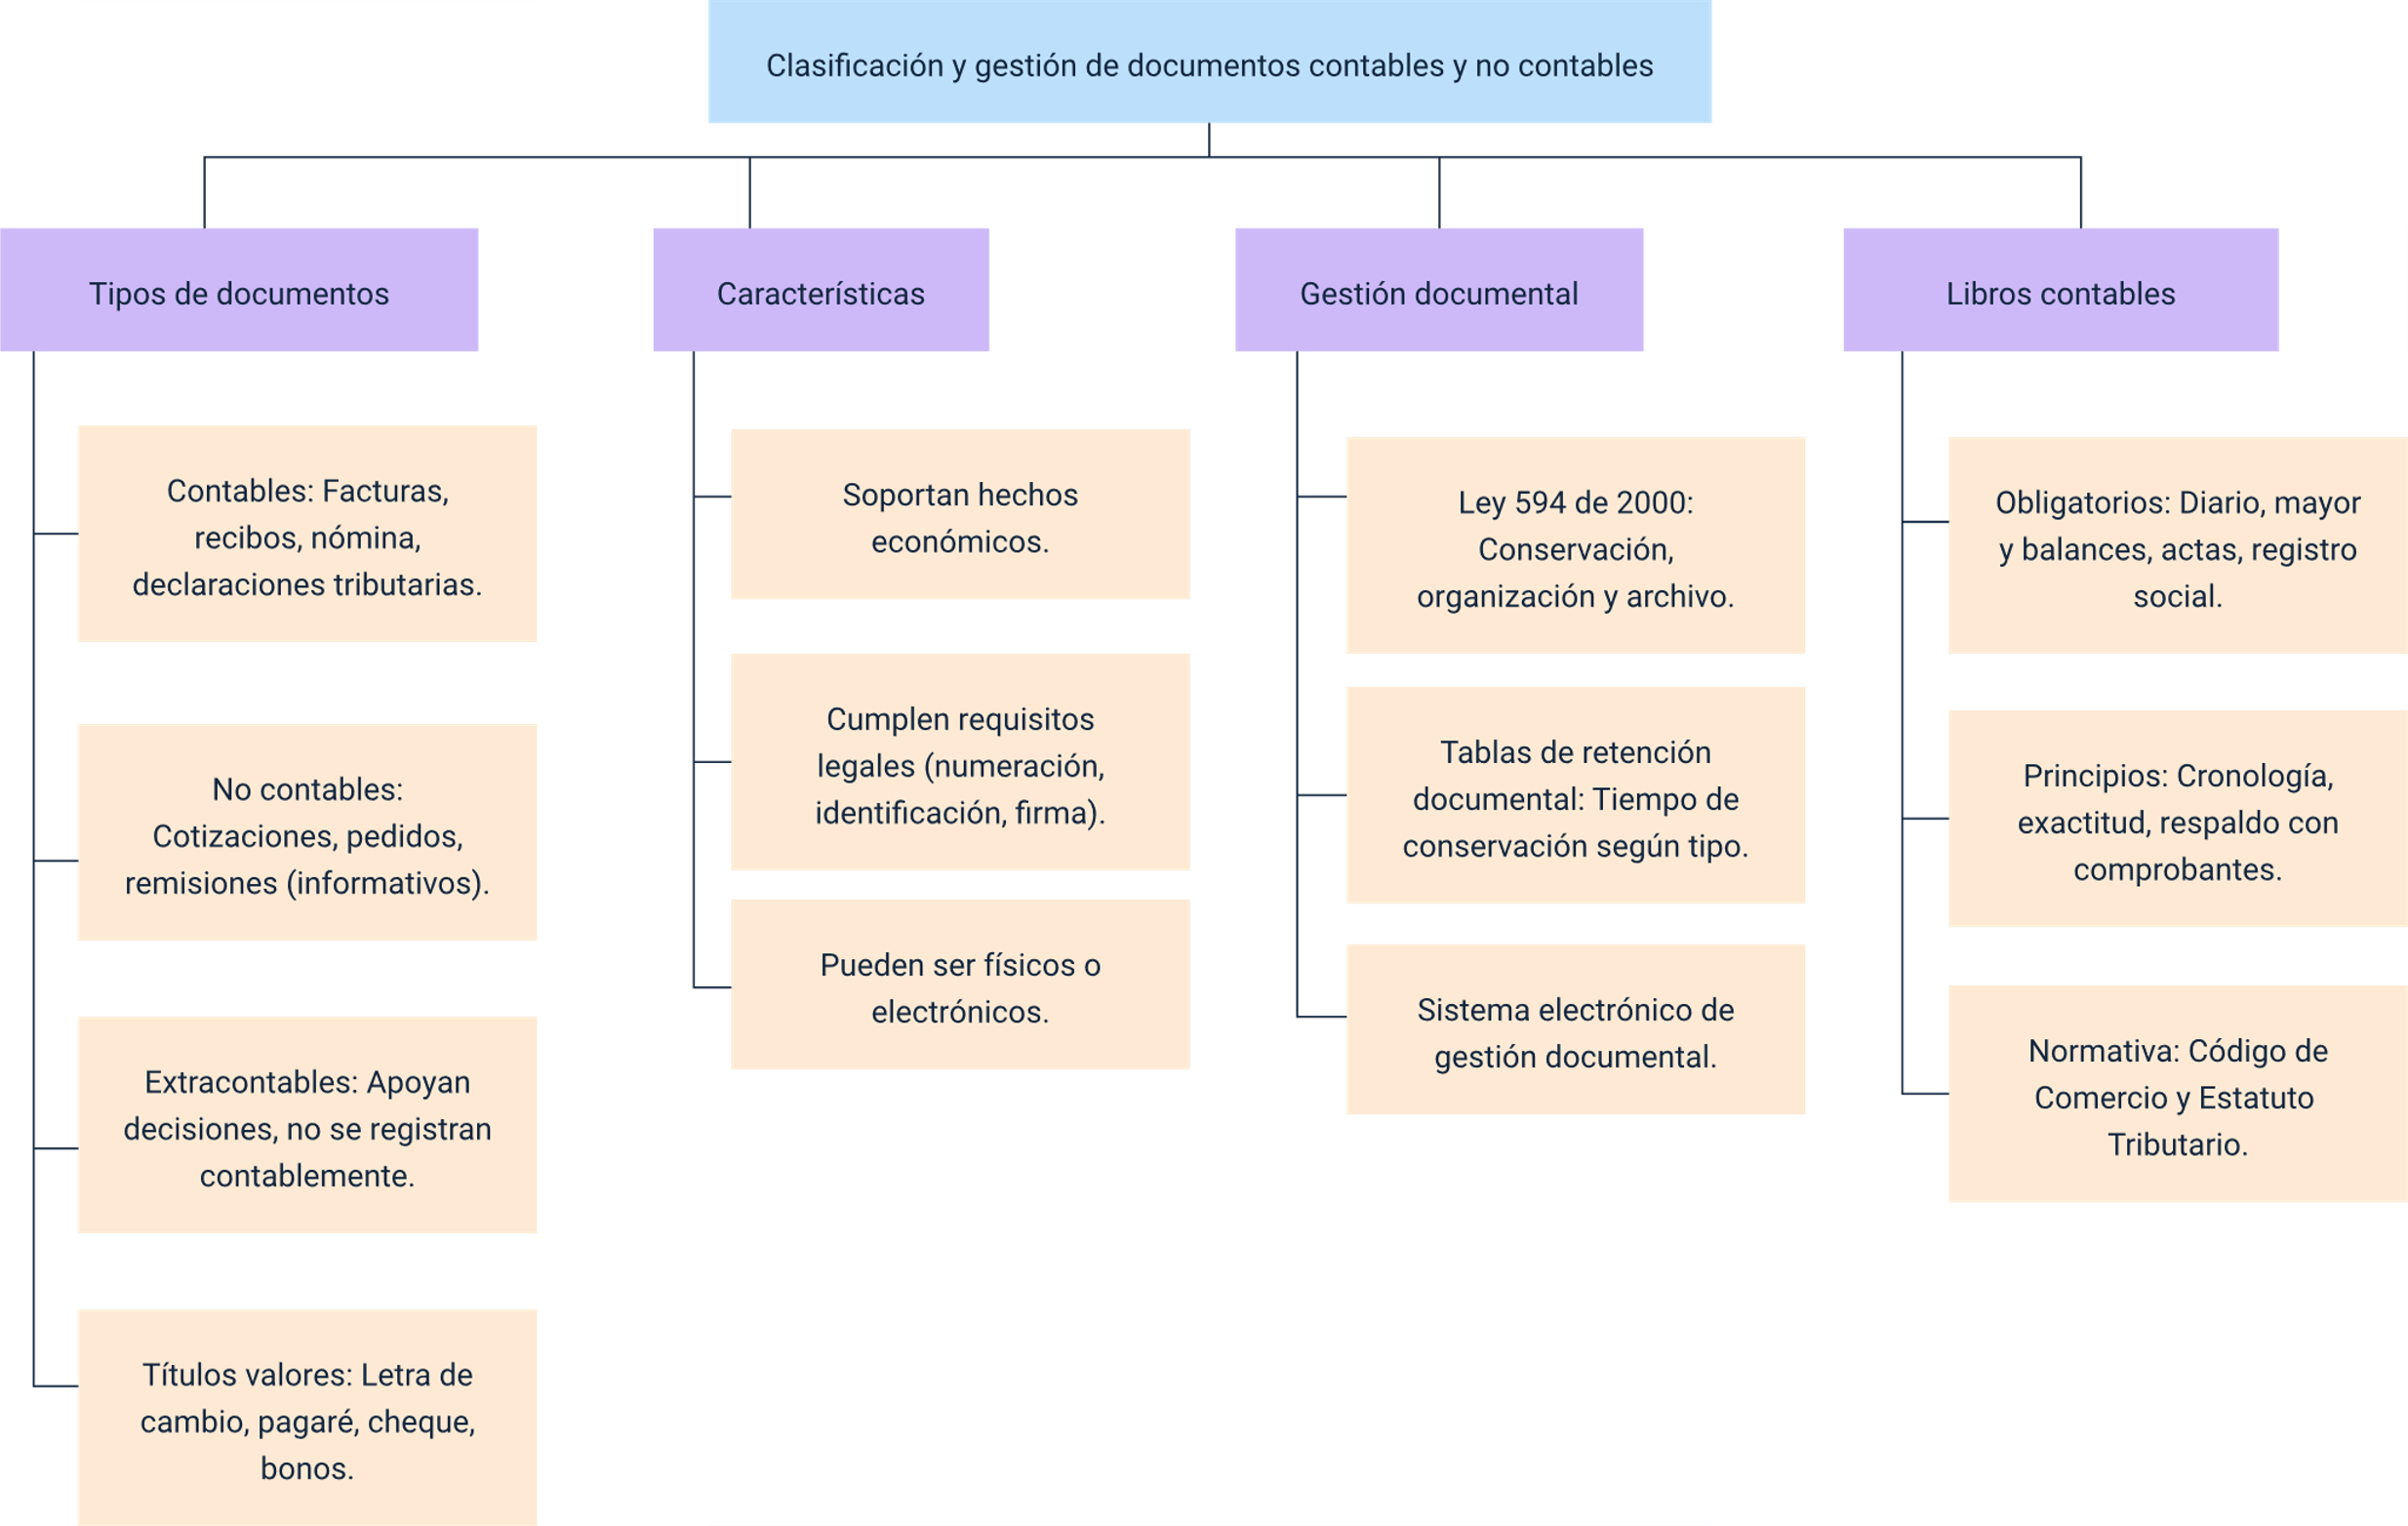 Clasificación y gestión de documentos contables y no contables
Tipos de documentos
Contables: Facturas,
recibos, nómina,
declaraciones tributarias.
No contables:
Cotizaciones, pedidos,
remisiones (informativos).
Extracontables: Apoyan
decisiones, no se registran
contablemente.
Títulos valores: Letra de
cambio, pagaré, cheque,
bonos.
Características
Soportan hechos
económicos.
Cumplen requisitos
legales (numeración,
identificación, firma).
Pueden ser físicos o
electrónicos.
Gestión documental
Ley 594 de 2000:
Conservación,
organización y archivo.
Tablas de retención
documental: Tiempo de
conservación según tipo.
Sistema electrónico de
gestión documental.
Libros contables
Obligatorios: Diario, mayor
y balances, actas, registro
social.
Principios: Cronología,
exactitud, respaldo con
comprobantes.
Normativa: Código de
Comercio y Estatuto
Tributario.